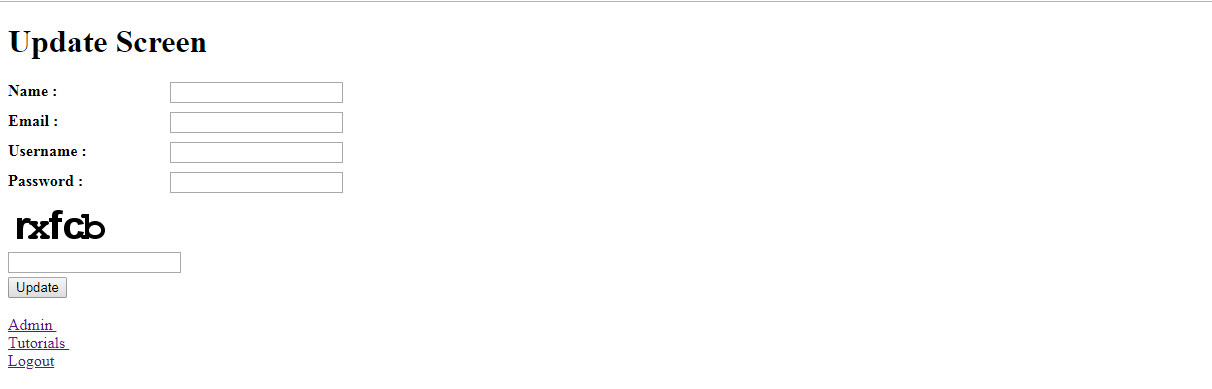 Update Screen
Name :
Email :
Username :
Password :
rxfcb
Update
Admin
Tutorials
Logout